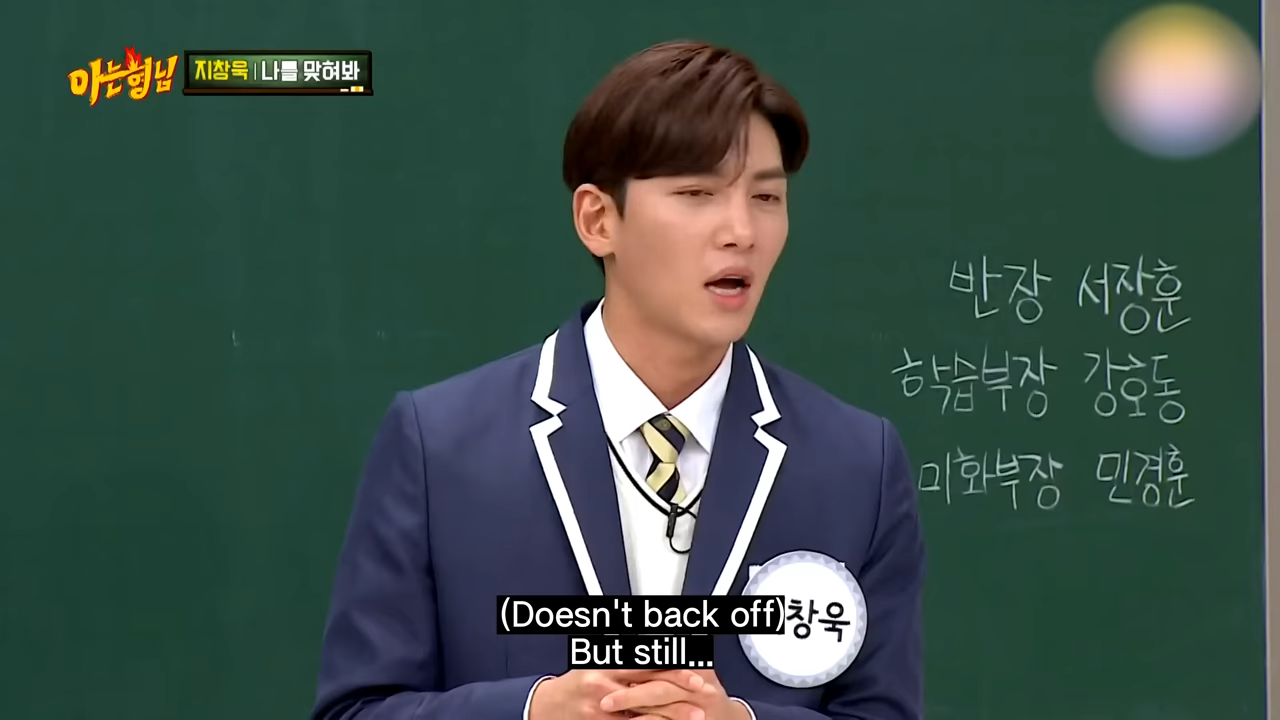 아는형님
지창욱 | 나를 맞혀봐
반장 서장훈
학습부장 강호동
미화부장 민경훈
창욱
(Doesn't back off)
But still...